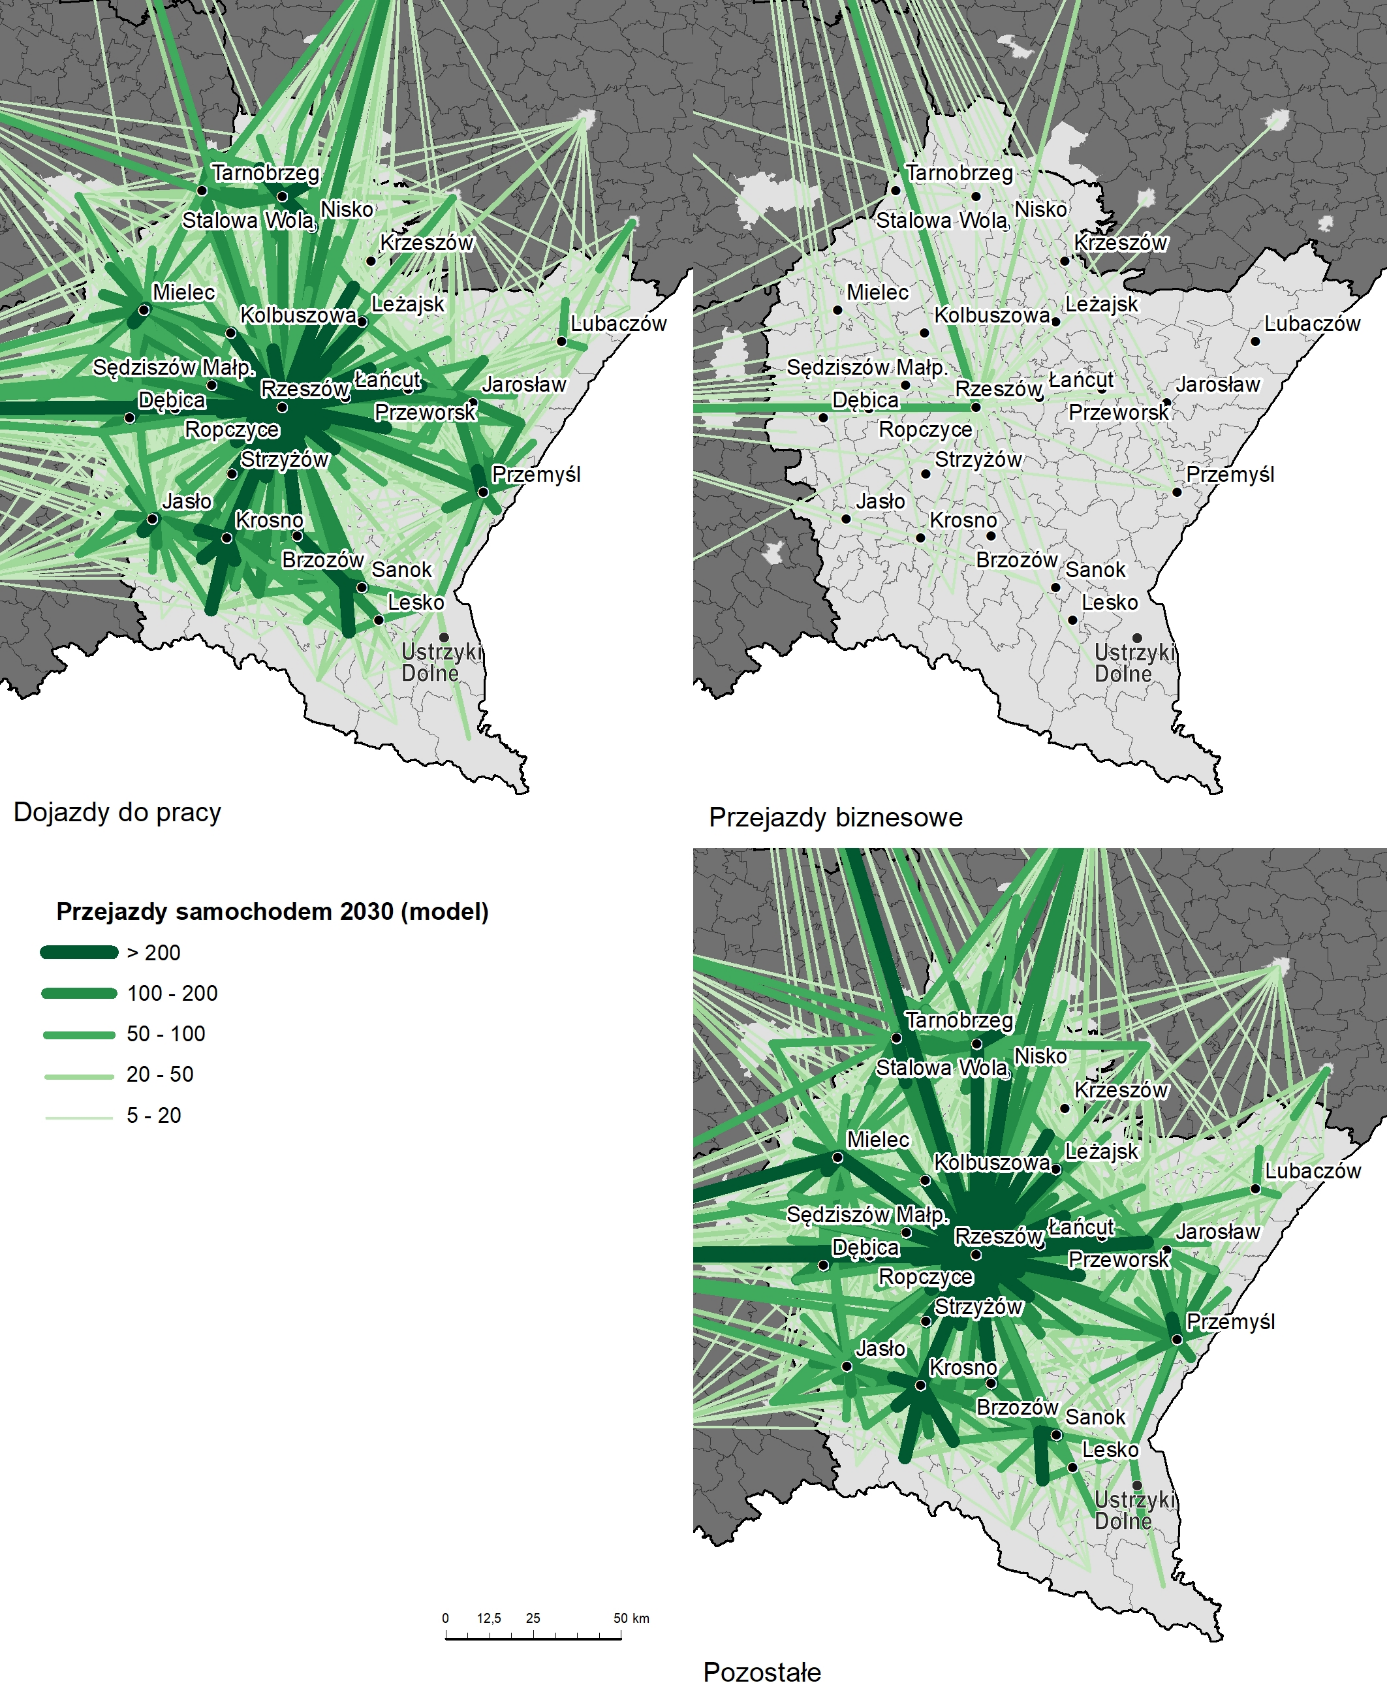 Tarnobrzeg
Stalowa Wola
Nisko
Krzeszów
Mielec
Kolbuszowa
Leżajsk
Lubaczów
Sędziszów Małp.
Rzeszów
Łańcut
Jarosław
Dębica
Przeworsk
Ropczyce
Strzyżów
Przemyśl
Jasło
Krosno
Brzozów
Sanok
Lesko
Ustrzyki
Dolne
Dojazdy do pracy
Tarnobrzeg
Stalowa Wola
Nisko
Krzeszów
Mielec
Kolbuszowa
Leżajsk
Lubaczów
Sędziszów Małp.
Rzeszów
Łańcut
Jarosław
Dębica
Przeworsk
Ropczyce
Strzyżów
Przemyśl
Jasło
Krosno
Brzozów
Sanok
Lesko
Ustrzyki
Dolne
Przejazdy biznesowe
Przejazdy samochodem 2030 (model)
> 200
100 - 200
50 - 100
20 - 50
5 - 20
0 12,5 25 50 km
Tarnobrzeg
Stalowa Wola
Nisko
Krzeszów
Mielec
Kolbuszowa
Leżajsk
Lubaczów
Sędziszów Małp.
Rzeszów
Łańcut
Jarosław
Dębica
Przeworsk
Ropczyce
Strzyżów
Przemyśl
Jasło
Krosno
Brzozów
Sanok
Lesko
Ustrzyki
Dolne
Pozostałe